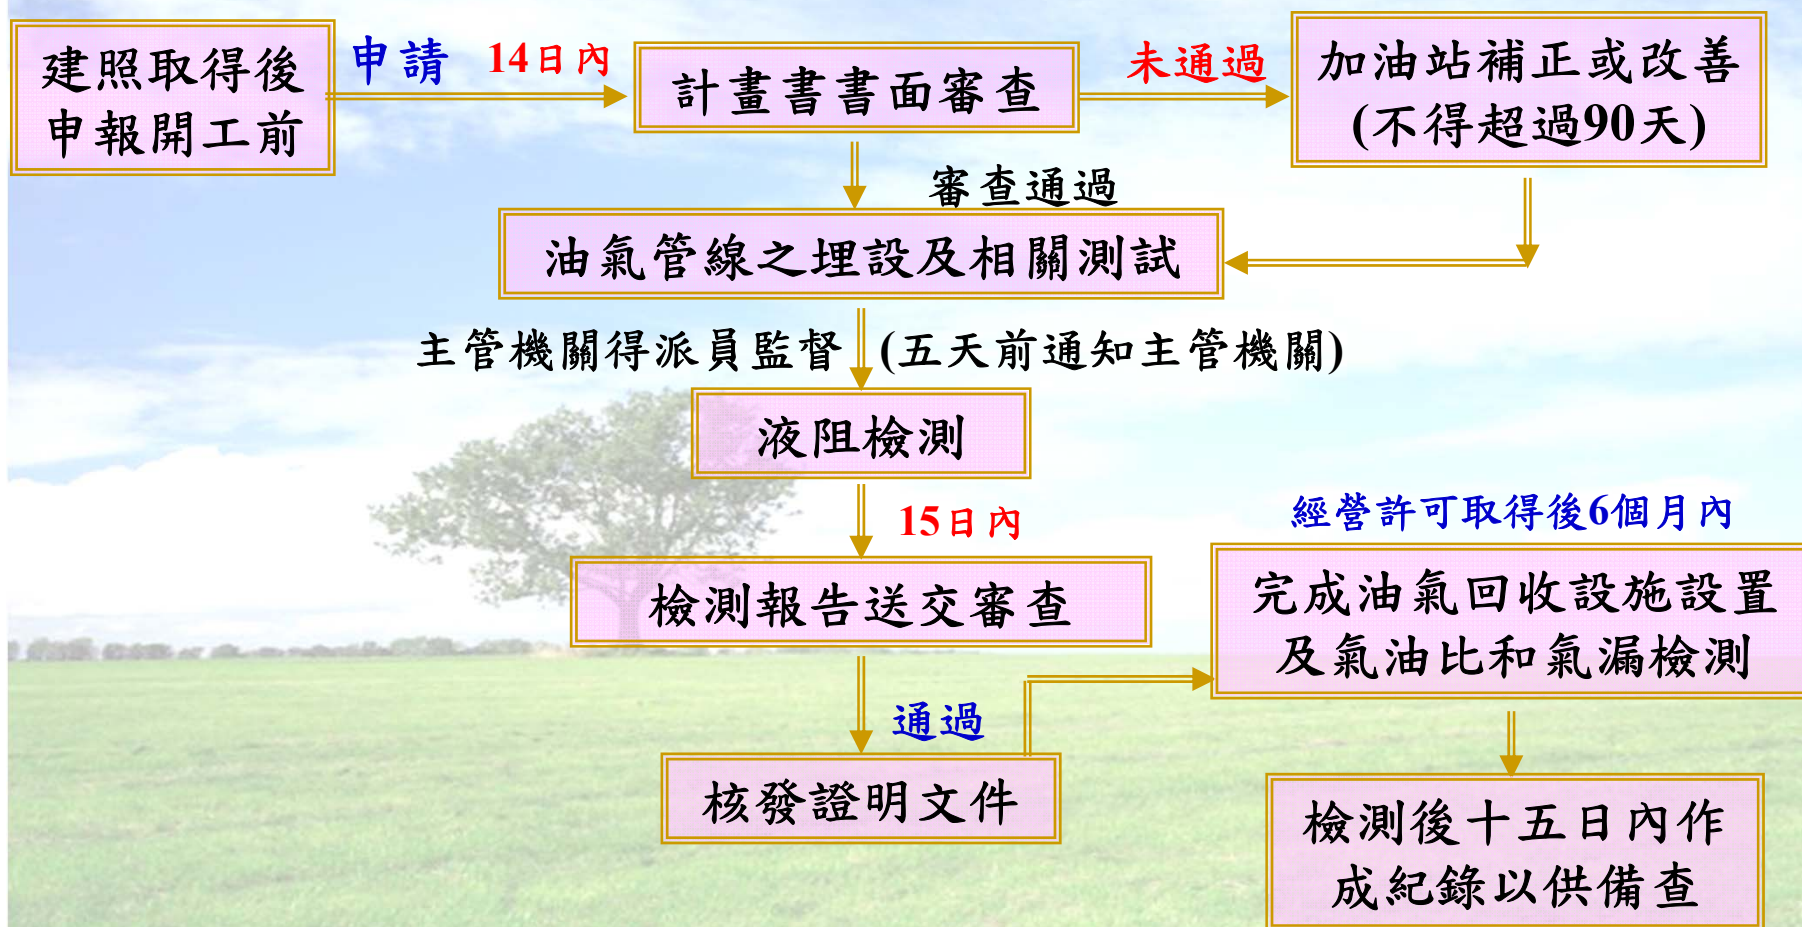 建照取得後
申報開工前
申請 14日內
計畫書書面審查
未通過
加油站補正或改善
(不得超過90天)
審查通過
油氣管線之埋設及相關測試
主管機關得派員監督 (五天前通知主管機關)
液阻檢測
15日內
檢測報告送交審查
通過
核發證明文件
經營許可取得後6個月內
完成油氣回收設施設置
及氣油比和氣漏檢測
檢測後十五日內作
成紀錄以供備查